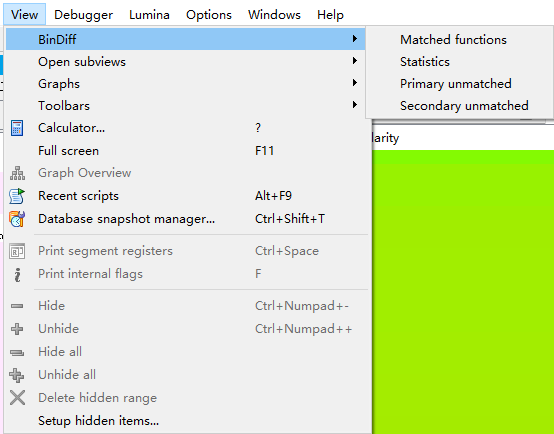 View Debugger Lumina Options Windows Help
BinDiff
Matched functions
Statistics
Primary unmatched
Secondary unmatched
Open subviews
Graphs
Toolbars
Calculator... ?
Full screen F11
Graph Overview
Recent scripts Alt+F9
Database snapshot manager... Ctrl+Shift+T
Print segment registers Ctrl+Space
Print internal flags F
Hide Ctrl+Numpad+-
Unhide Ctrl+Numpad++
Hide all
Unhide all
Delete hidden range
Setup hidden items...
larity